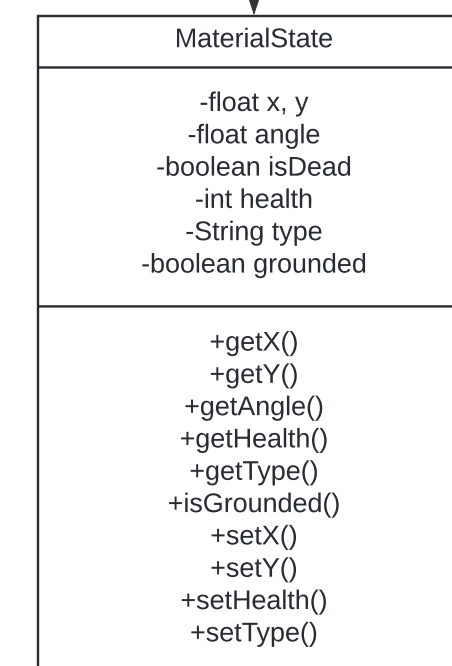 MaterialState
-float x, y
-float angle
-boolean isDead
-int health
-String type
-boolean grounded
+getX()
+getY()
+getAngle()
+getHealth()
+getType()
+isGrounded()
+setX()
+setY()
+setHealth()
+setType()